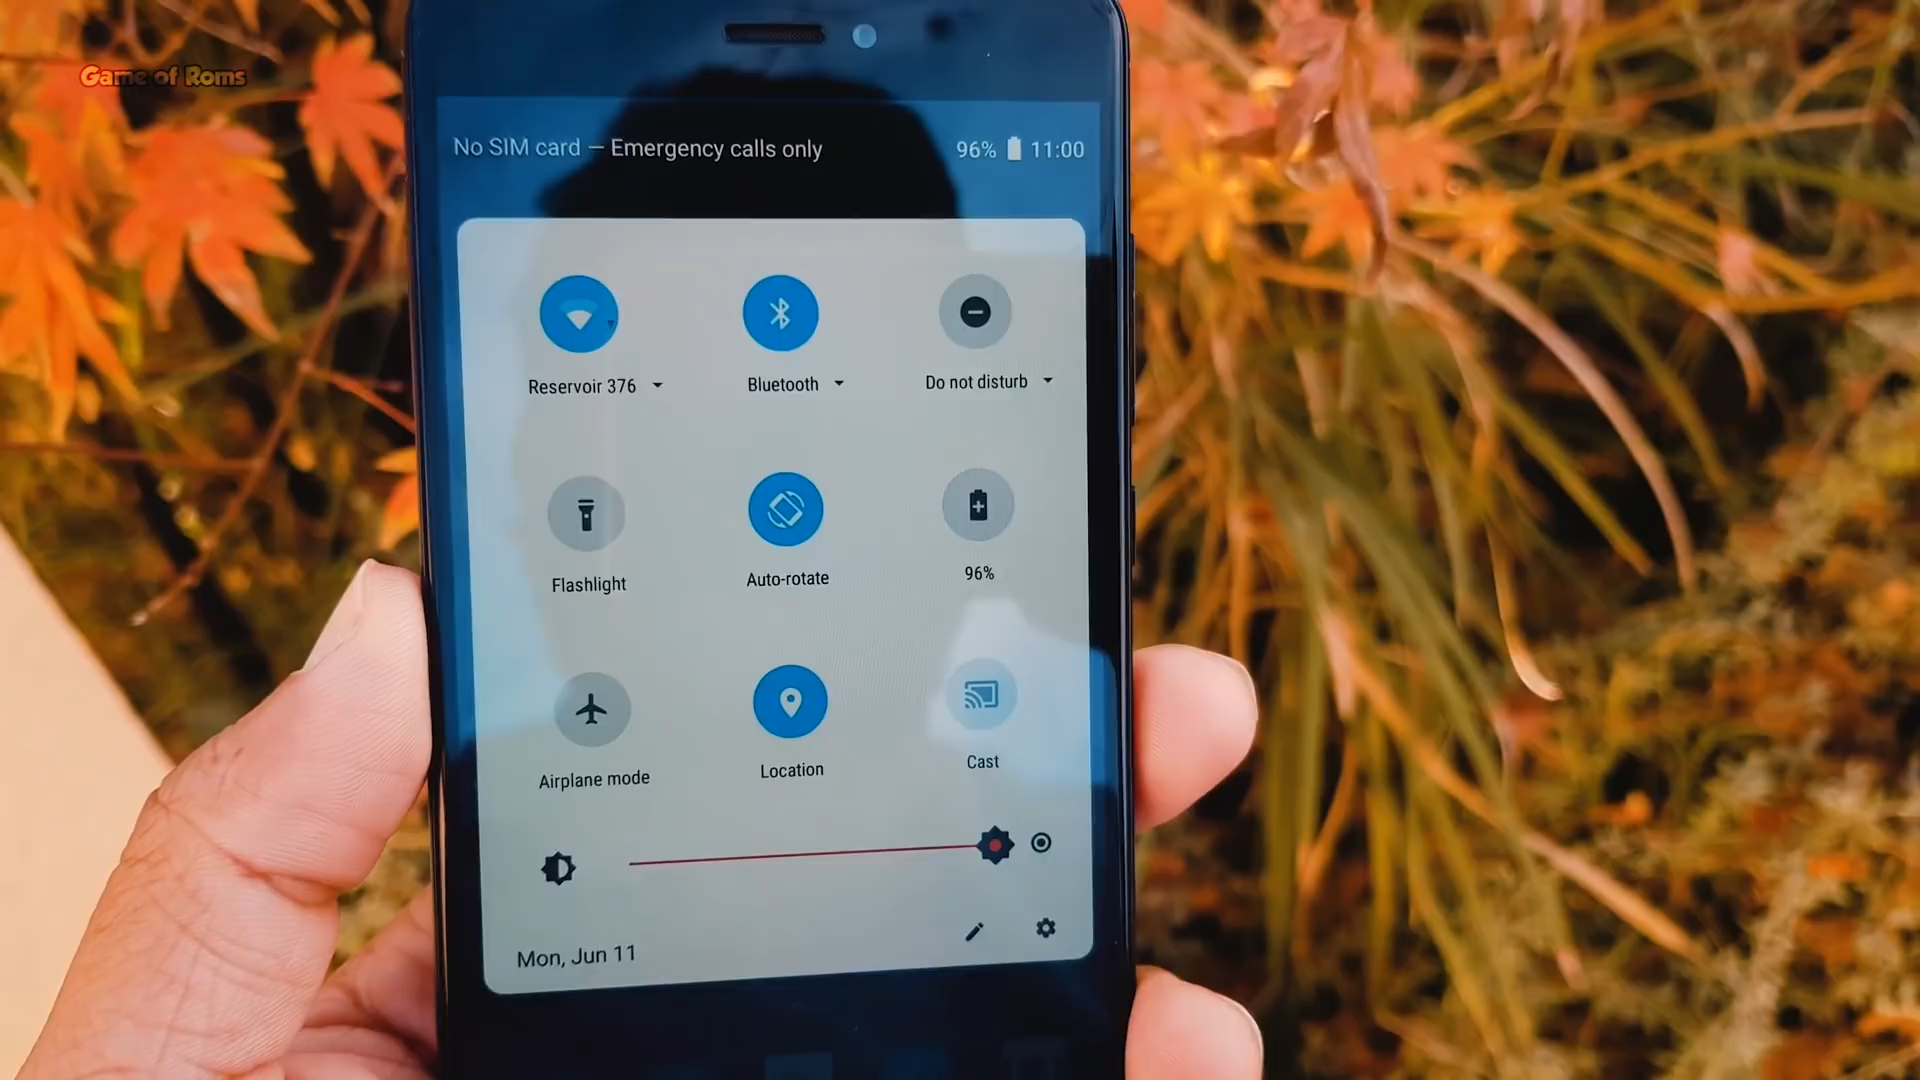 Game of Roms
No SIM card — Emergency calls only 96% 11:00
Reservoir 376 Bluetooth Do not disturb
Flashlight Auto-rotate 96%
Airplane mode Location Cast
Mon, Jun 11